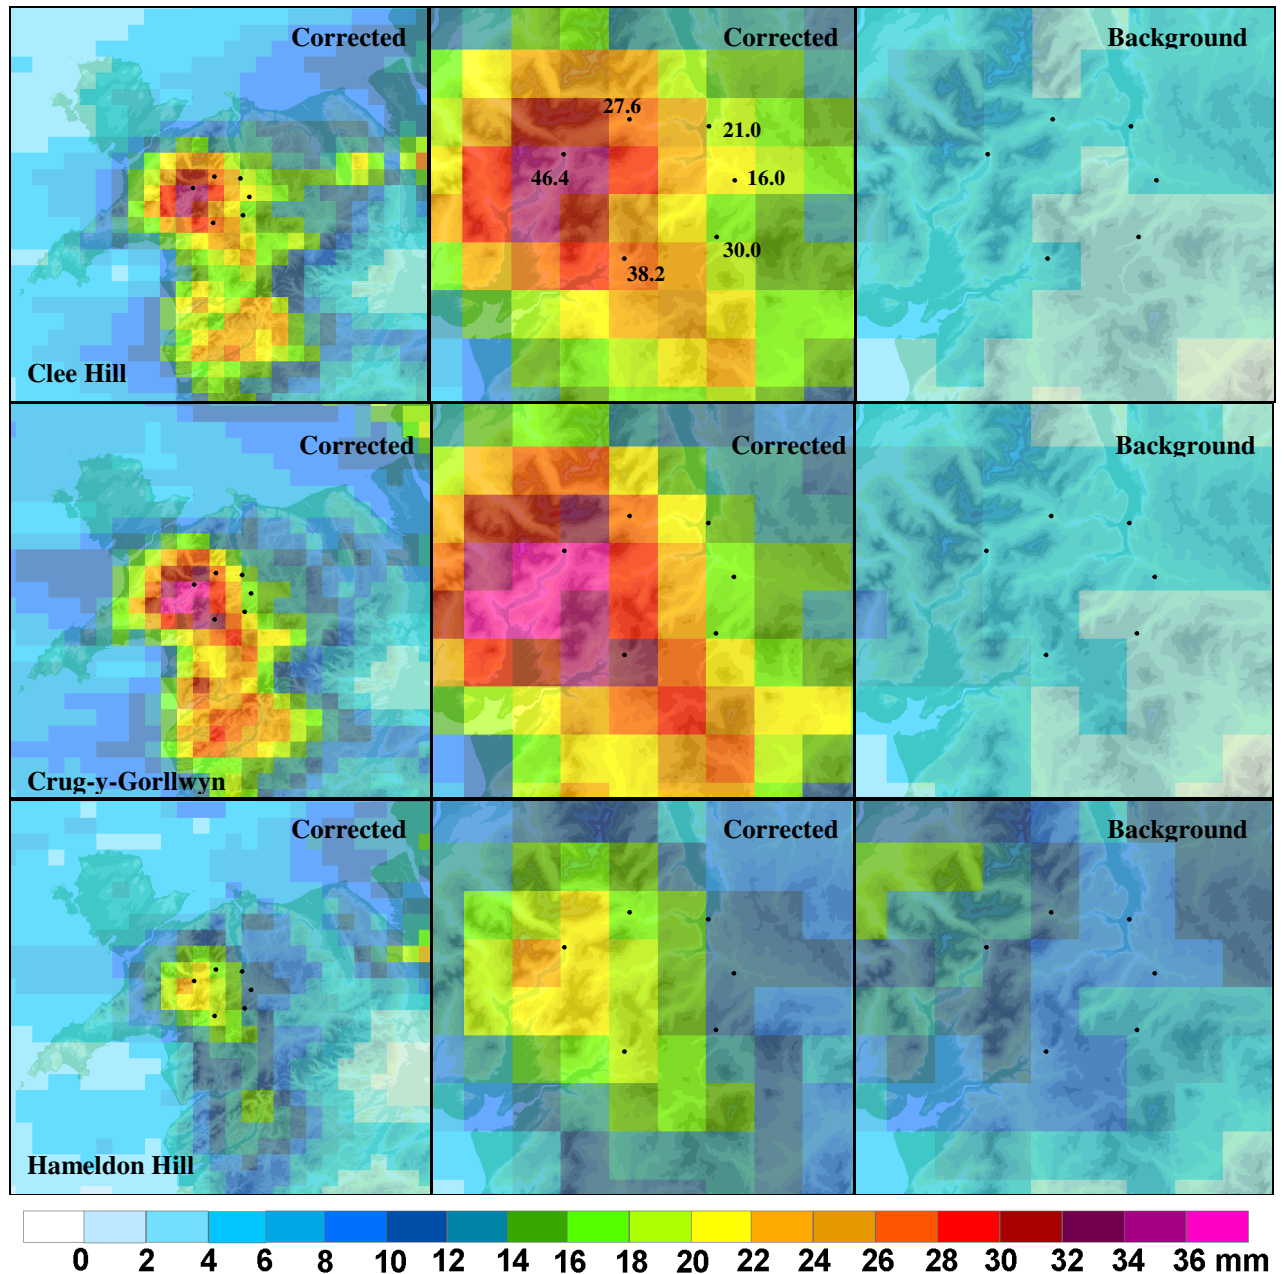 Corrected
Corrected
Background
27.6
21.0
46.4
16.0
30.0
38.2
Clee Hill
Corrected
Corrected
Background
Crug-y-Gorllwyn
Corrected
Corrected
Background
Hameldon Hill
0 2 4 6 8 10 12 14 16 18 20 22 24 26 28 30 32 34 36 mm